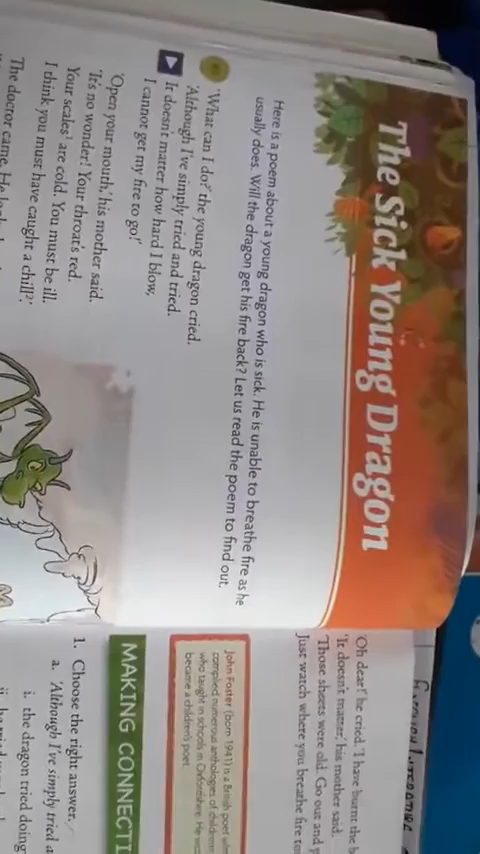 The Sick Young Dragon
Here is a poem about a young dragon who is sick. He is unable to breathe fire as he
usually does. Will the dragon get his fire back? Let us read the poem to find out.
'What can I do?' the young dragon cried.
'Although I've simply tried and tried.
It doesn't matter how hard I blow,
I cannot get my fire to go!'
'Open your mouth,' his mother said.
'It's no wonder! Your throat's red.
Your scales¹ are cold. You must be ill.
I think you must have caught a chill²'.
The doctor came. He
'Oh dear!' he cried. 'I have burnt the
'It doesn't matter,' his mother said.
'Those sheets were old. Go out and
Just watch where you breathe fire
John Foster (born 1941) is a British poet
compiled numerous anthologies of
who taught in schools in Oxfordshire. He
became a children's poet.
MAKING CONNECTI
1. Choose the right answer.
a. 'Although I've simply tried a
i. the dragon tried doing
ii. he tried